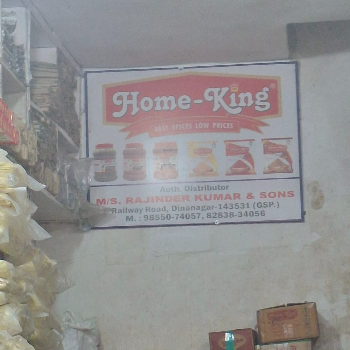 Home-King®
BEST SPICES LOW PRICES
Auth. Distributor
M/S. RAJINDER KUMAR & SONS
Railway Road, Dinanagar-143531 (GSP.)
M. : 98550-74057, 82838-34056